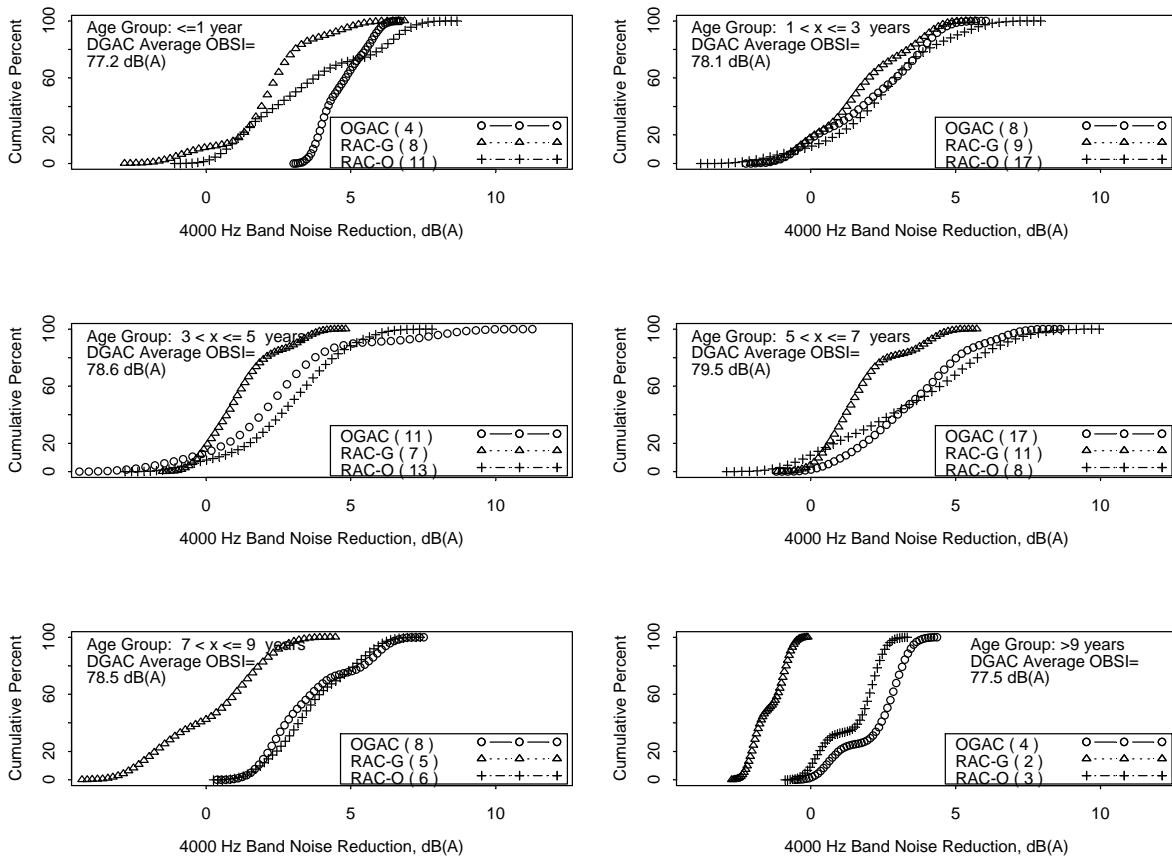 Cumulative Percent
0 20 60 100
Age Group: <=1 year
DGAC Average OBSI=
77.2 dB(A)
OGAC ( 4 )
RAC-G ( 8 )
RAC-O ( 11 )
0 5 10
4000 Hz Band Noise Reduction, dB(A)
Cumulative Percent
0 20 60 100
Age Group: 1 < x <= 3 years
DGAC Average OBSI=
78.1 dB(A)
OGAC ( 8 )
RAC-G ( 9 )
RAC-O ( 17 )
0 5 10
4000 Hz Band Noise Reduction, dB(A)
Cumulative Percent
0 20 60 100
Age Group: 3 < x <= 5 years
DGAC Average OBSI=
78.6 dB(A)
OGAC ( 11 )
RAC-G ( 7 )
RAC-O ( 13 )
0 5 10
4000 Hz Band Noise Reduction, dB(A)
Cumulative Percent
0 20 60 100
Age Group: 5 < x <= 7 years
DGAC Average OBSI=
79.5 dB(A)
OGAC ( 17 )
RAC-G ( 11 )
RAC-O ( 8 )
0 5 10
4000 Hz Band Noise Reduction, dB(A)
Cumulative Percent
0 20 60 100
Age Group: 7 < x <= 9 years
DGAC Average OBSI=
78.5 dB(A)
OGAC ( 8 )
RAC-G ( 5 )
RAC-O ( 6 )
0 5 10
4000 Hz Band Noise Reduction, dB(A)
Cumulative Percent
0 20 60 100
Age Group: >9 years
DGAC Average OBSI=
77.5 dB(A)
OGAC ( 4 )
RAC-G ( 2 )
RAC-O ( 3 )
0 5 10
4000 Hz Band Noise Reduction, dB(A)